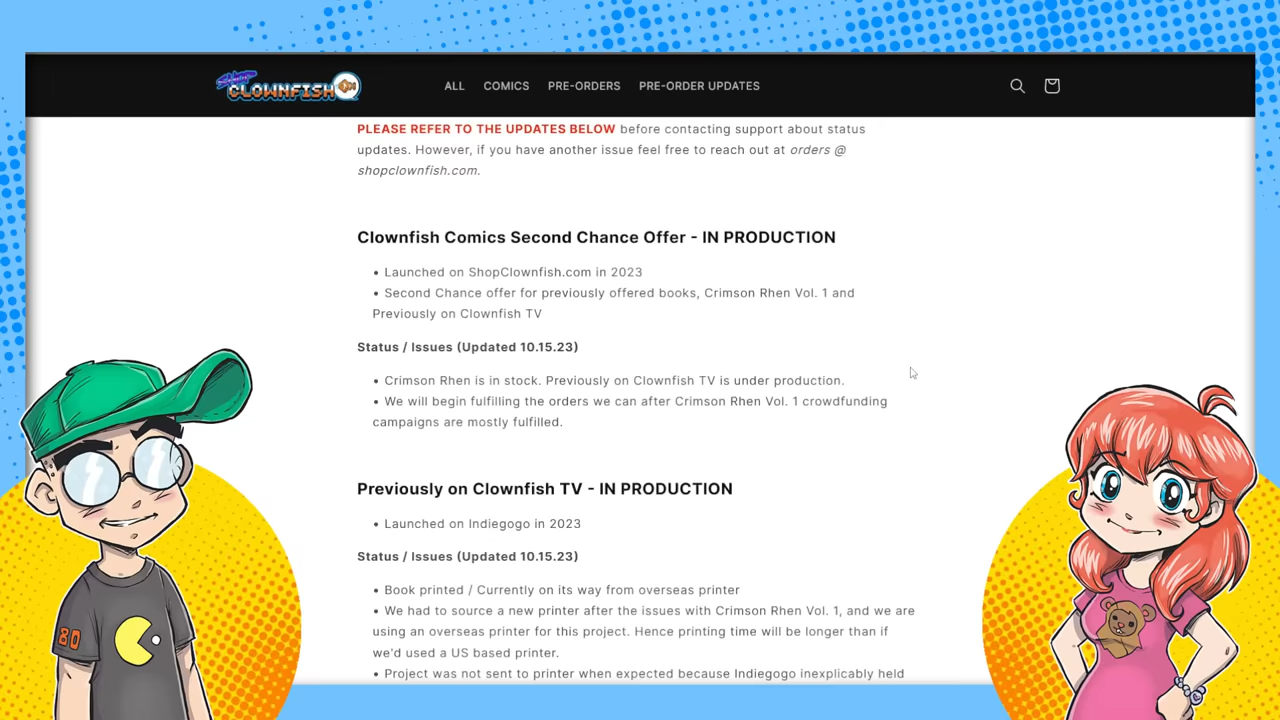 Shop
CLOWNFISH
ALL COMICS PRE-ORDERS PRE-ORDER UPDATES
PLEASE REFER TO THE UPDATES BELOW before contacting support about status
updates. However, if you have another issue feel free to reach out at orders @
shopclownfish.com.
Clownfish Comics Second Chance Offer - IN PRODUCTION
• Launched on ShopClownfish.com in 2023
• Second Chance offer for previously offered books, Crimson Rhen Vol. 1 and
Previously on Clownfish TV
Status / Issues (Updated 10.15.23)
• Crimson Rhen is in stock. Previously on Clownfish TV is under production.
• We will begin fulfilling the orders we can after Crimson Rhen Vol. 1 crowdfunding
campaigns are mostly fulfilled.
Previously on Clownfish TV - IN PRODUCTION
• Launched on Indiegogo in 2023
Status / Issues (Updated 10.15.23)
• Book printed / Currently on its way from overseas printer
• We had to source a new printer after the issues with Crimson Rhen Vol. 1, and we are
using an overseas printer for this project. Hence printing time will be longer than if
we'd used a US based printer.
• Project was not sent to printer when expected because Indiegogo inexplicably held
80